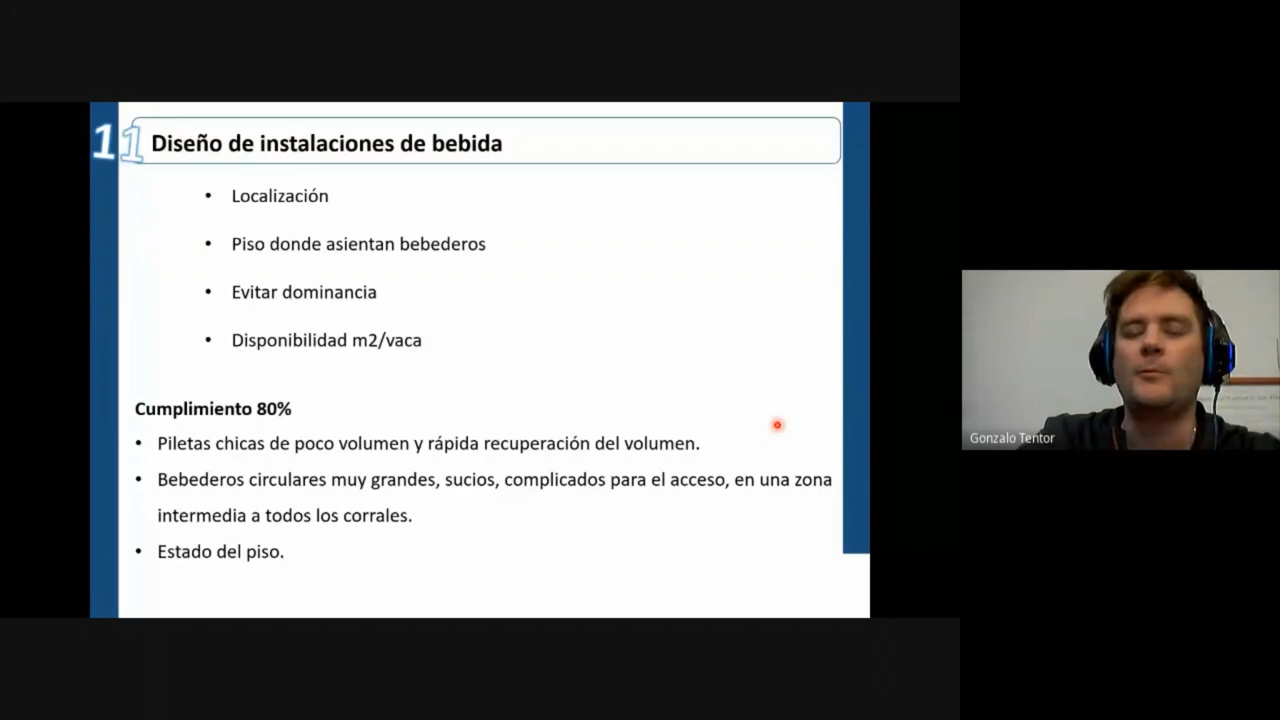 11 Diseño de instalaciones de bebida
• Localización
• Piso donde asientan bebederos
• Evitar dominancia
• Disponibilidad m2/vaca
Cumplimiento 80%
• Piletas chicas de poco volumen y rápida recuperación del volumen.
• Bebederos circulares muy grandes, sucios, complicados para el acceso, en una zona
intermedia a todos los corrales.
• Estado del piso.
Gonzalo Tentor